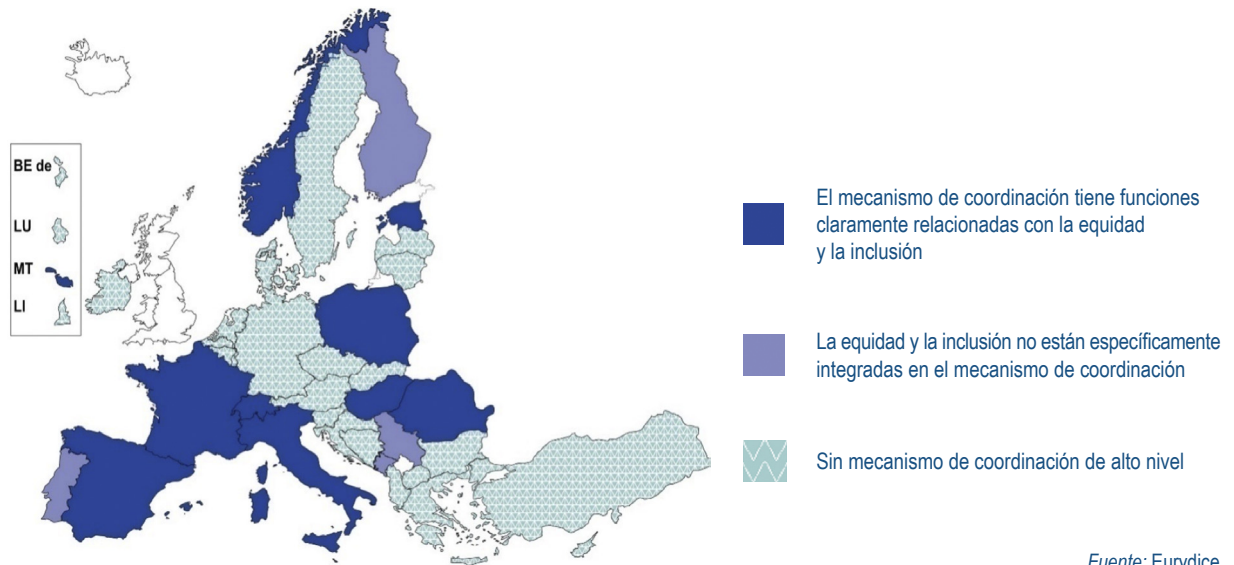 BE de
LU
MT
LI
El mecanismo de coordinación tiene funciones
claramente relacionadas con la equidad
y la inclusión
La equidad y la inclusión no están específicamente
integradas en el mecanismo de coordinación
Sin mecanismo de coordinación de alto nivel
Fuente: Eurydice